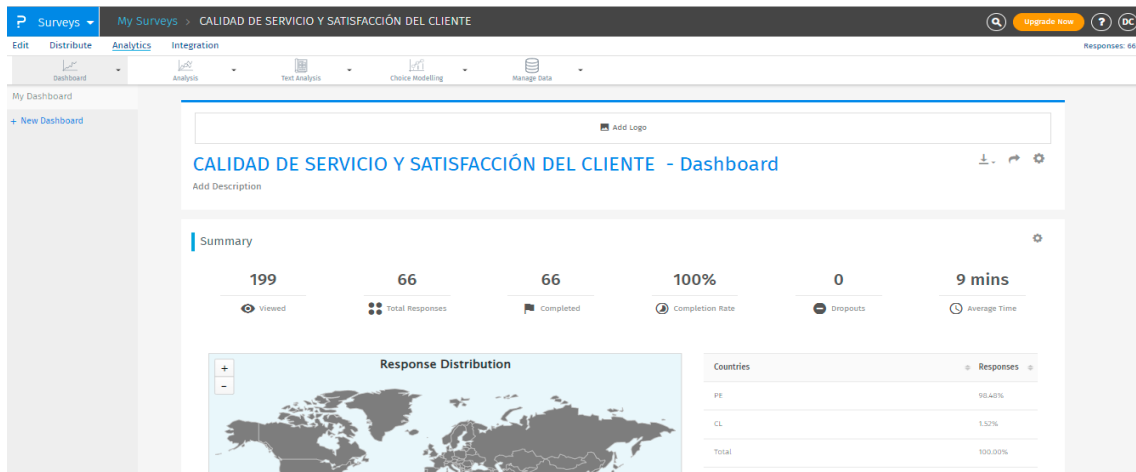 Surveys
My Surveys > CALIDAD DE SERVICIO Y SATISFACCIÓN DEL CLIENTE
Upgrade Now
?
DC
Edit Distribute Analytics Integration
Responses: 66
Dashboard Analysis Text Analysis Choice Modelling Manage Data
My Dashboard
+ New Dashboard
Add Logo
CALIDAD DE SERVICIO Y SATISFACCIÓN DEL CLIENTE - Dashboard
Add Description
Summary
199 66 66 100% 0 9 mins
Viewed Total Responses Completed Completion Rate Dropouts Average Time
Response Distribution
+
−
Countries Responses
PE 98.48%
CL 1.52%
Total 100.00%